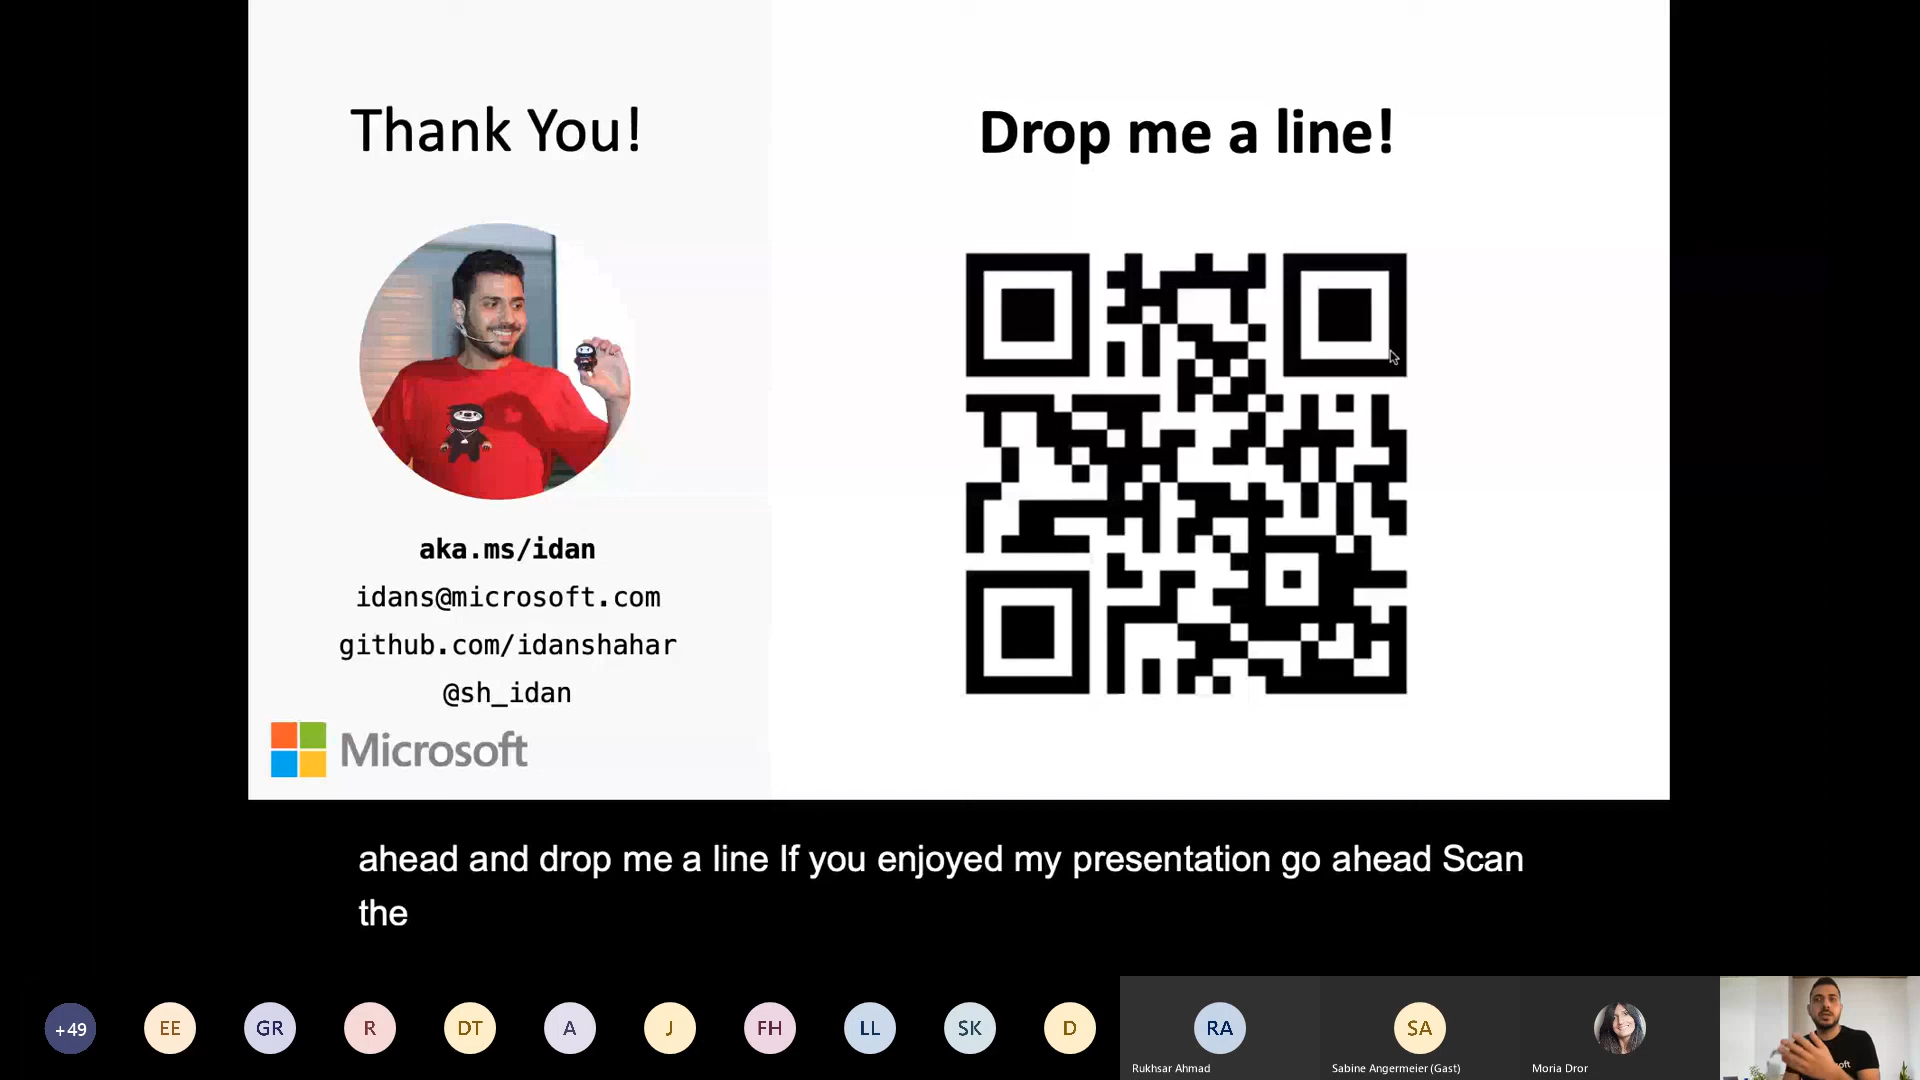 Thank You!
Drop me a line!
aka.ms/idan
idans@microsoft.com
github.com/idanshahar
@sh_idan
Microsoft
ahead and drop me a line If you enjoyed my presentation go ahead Scan
the
+49
EE
GR
R
DT
A
J
FH
LL
SK
D
RA
SA
Rukhsar Ahmad
Sabine Angermeier (Gast)
Moria Dror